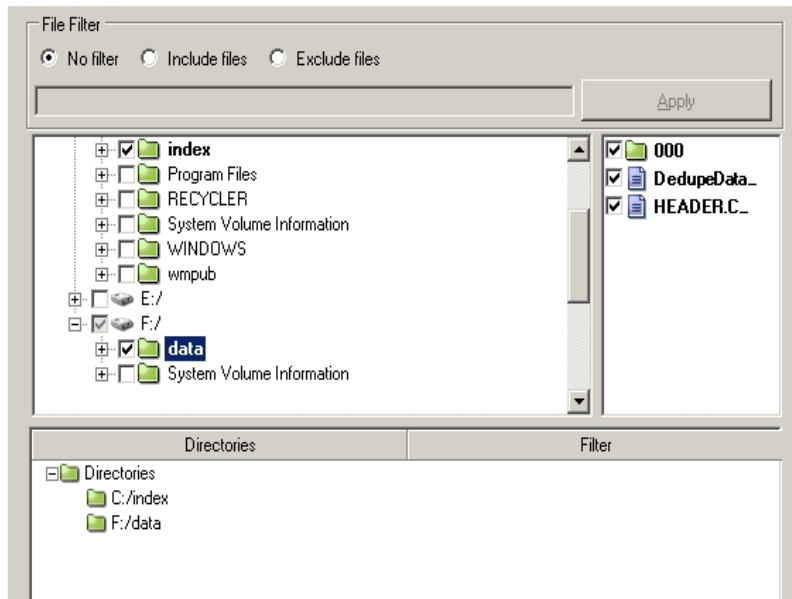 File Filter
No filter Include files Exclude files
Apply
index
Program Files
RECYCLER
System Volume Information
WINDOWS
wmpub
E:/
F:/
data
System Volume Information
000
DedupeData_
HEADER.C_
Directories Filter
Directories
C:/index
F:/data